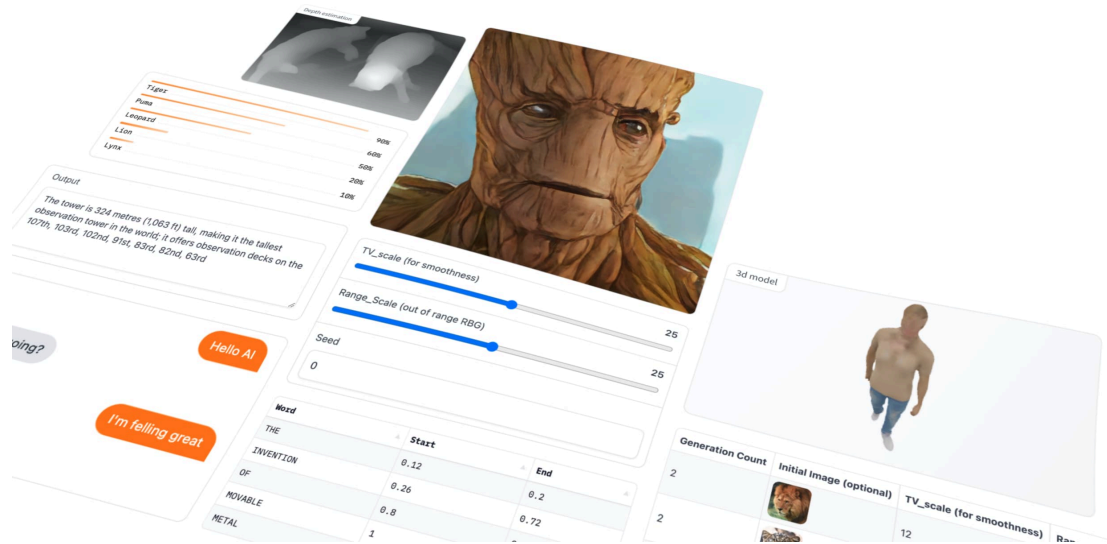 Depth estimation
Tiger
90%
Puma
60%
Leopard
50%
Lion
20%
Lynx
10%
Output
The tower is 324 metres (1,063 ft) tall, making it the tallest
observation tower in the world; it offers observation decks on the
107th, 103rd, 102nd, 91st, 83rd, 82nd, 63rd
Hello AI
oing?
I'm felling great
TV_scale (for smoothness)
25
Range_Scale (out of range RBG)
25
Seed
0
Word Start End
THE 0.12 0.2
INVENTION 0.26 0.72
OF 0.8
MOVABLE 1
METAL
3d model
Generation Count Initial Image (optional) TV_scale (for smoothness) Ran
2 12
2